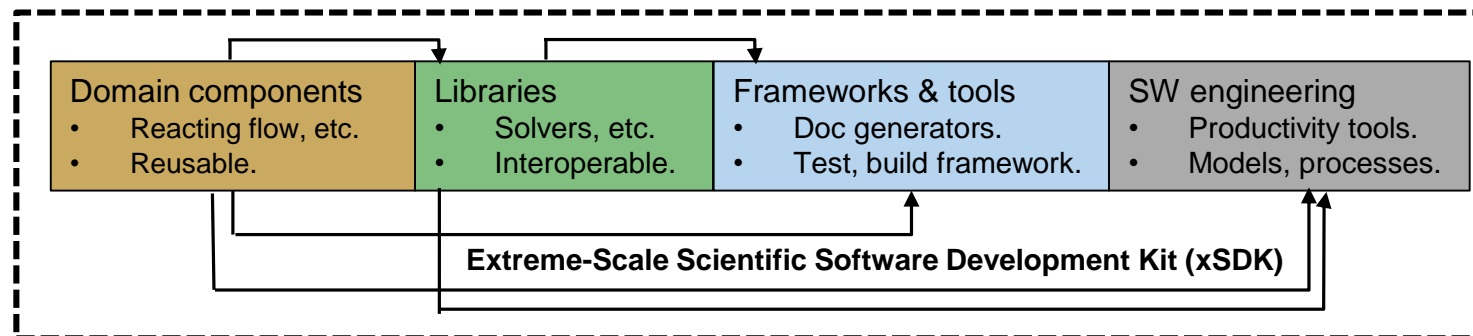 Domain components
• Reacting flow, etc.
• Reusable.
Libraries
• Solvers, etc.
• Interoperable.
Frameworks & tools
• Doc generators.
• Test, build framework.
SW engineering
• Productivity tools.
• Models, processes.
Extreme-Scale Scientific Software Development Kit (xSDK)